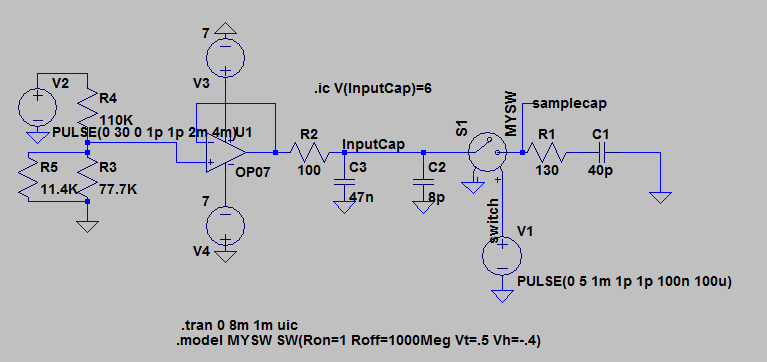 7
V3
V2
R4
110K
PULSE(0 30 0 1p 1p 2m 4m)
U1
OP07
R5
11.4K
R3
77.7K
7
V4
.ic V(InputCap)=6
R2
100
InputCap
C3
47n
C2
8p
S1
MYSW
samplecap
R1
130
C1
40p
switch
V1
PULSE(0 5 1m 1p 1p 100n 100u)
.tran 0 8m 1m uic
.model MYSW SW(Ron=1 Roff=1000Meg Vt=.5 Vh=-.4)